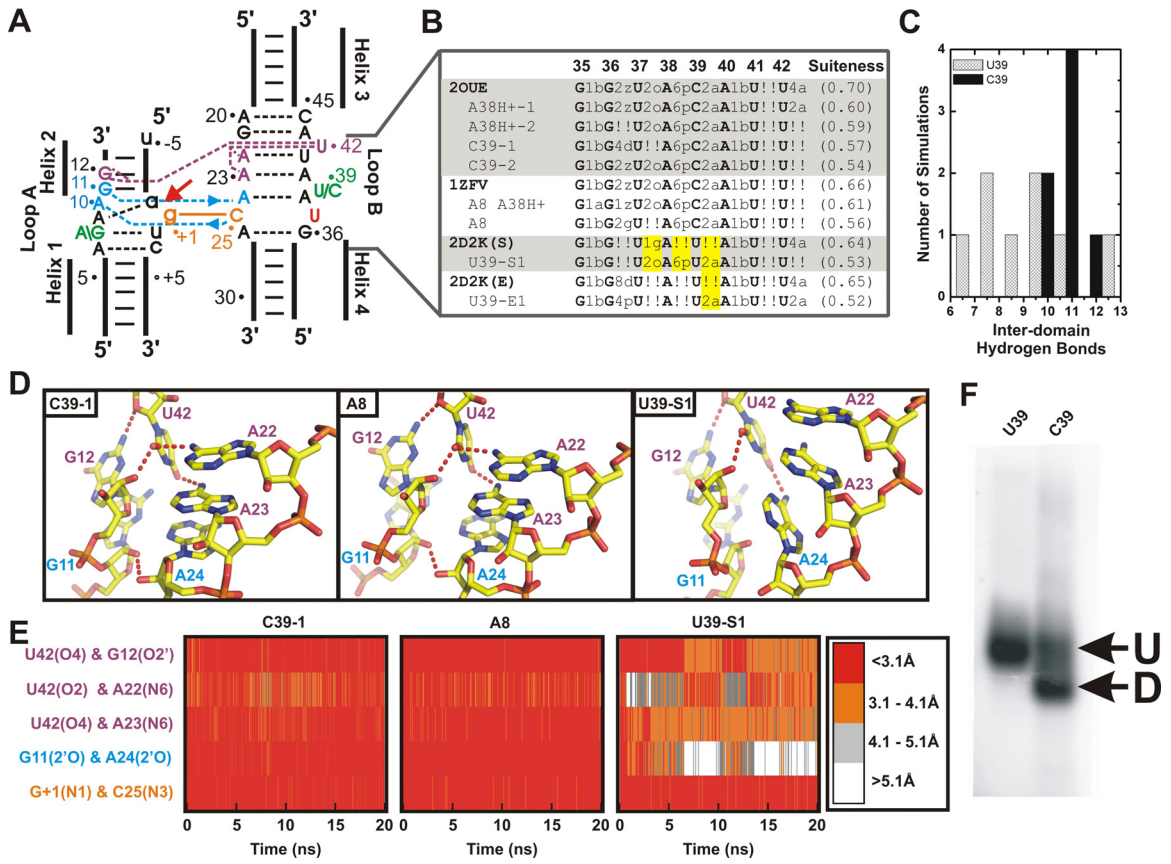 A
5' 3'
Helix 3
45
20
A C
G A
A U
U 42
23
A A
39
U/C
A A
C U
25
A G 36
Loop B
Helix 4
30
3' 5'
5'
3' u -5
Helix 2
12 G
11 G a
10 A g
A +1
A\G u
A C
Loop A
Helix 1
5 +5
5' 3'
B
35 36 37 38 39 40 41 42 Suiteness
2OUE G1bG2zU2oA6pC2aA1bU!!U4a (0.70)
A38H+-1 G1bG2zU2oA6pC2aA1bU!!U4a (0.60)
A38H+-2 G1bG!!U2oA6pC2aA1bU!!U!! (0.59)
C39-1 G1bG4dU!!A6pC2aA1bU!!U!! (0.57)
C39-2 G1bG!!U!!A6pC2aA1bU!!U!! (0.54)
1ZFV G1bG!!U2oA6pU2aA1bU!!U!! (0.66)
A8 A38H+ G1aG1zU2oA6pU2aA1bU!!U!! (0.61)
A8 G1bG2gU!!A6pU2aA1bU!!U!! (0.56)
2D2K(S) G1bG!!U1gA!!U!!A1bU!!U4a (0.64)
U39-S1 G1bG!!U2oA6pU2aA1bU!!U!! (0.53)
2D2K(E) G1bG8dU!!A!!U!!A1bU!!U!! (0.65)
U39-E1 G1bG4pU!!A!!U2aA1bU!!U2a (0.52)
C
U39
C39
Number of Simulations
4
3
2
1
0
6 7 8 9 10 11 12 13
Inter-domain
Hydrogen Bonds
D
C39-1 A8 U39-S1
U42 U42 U42
A22 A22 A22
G12 G12 G12
A23 A23 A23
G11 G11 G11
A24 A24 A24
E
C39-1 A8 U39-S1
U42(O4) & G12(O2')
U42(O2) & A22(N6)
U42(O4) & A23(N6)
G11(2'O) & A24(2'O)
G+1(N1) & C25(N3)
<3.1Å
3.1 - 4.1Å
4.1 - 5.1Å
>5.1Å
0 5 10 15 20 0 5 10 15 20 0 5 10 15 20
Time (ns) Time (ns) Time (ns)
F
U39 C39
U
D